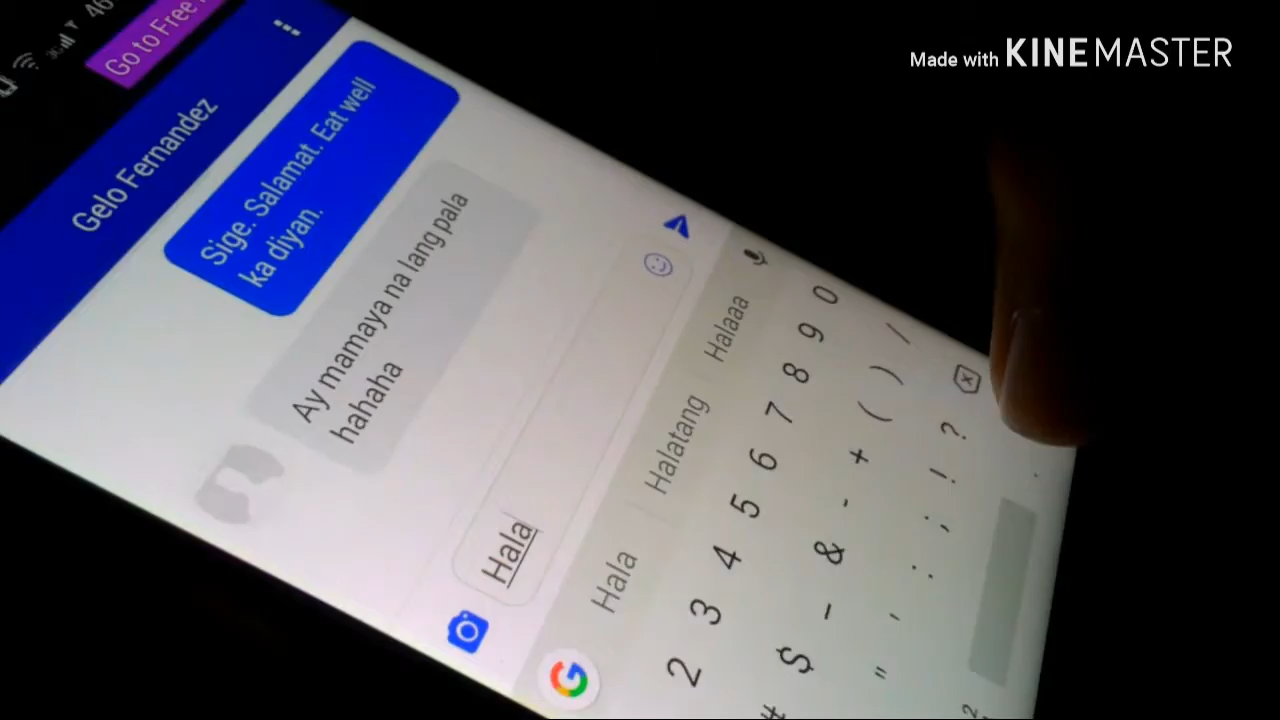 Made with KINEMASTER
46
Go to Free
Gelo Fernandez
Sige. Salamat. Eat well
ka diyan.
Ay mamaya na lang pala
hahaha
Hala
Hala Halatang Halaaa
2 3 4 5 6 7 8 9 0
# $ - & - + ( ) /
" ' : ; ! ?
.